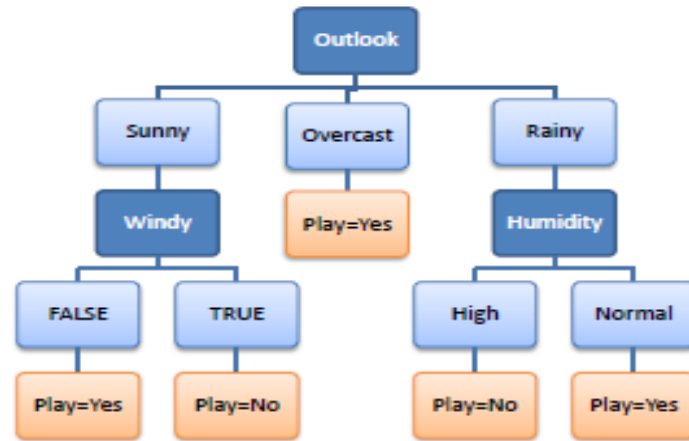 Outlook
Sunny
Overcast
Rainy
Windy
Play=Yes
Humidity
FALSE
TRUE
High
Normal
Play=Yes
Play=No
Play=No
Play=Yes